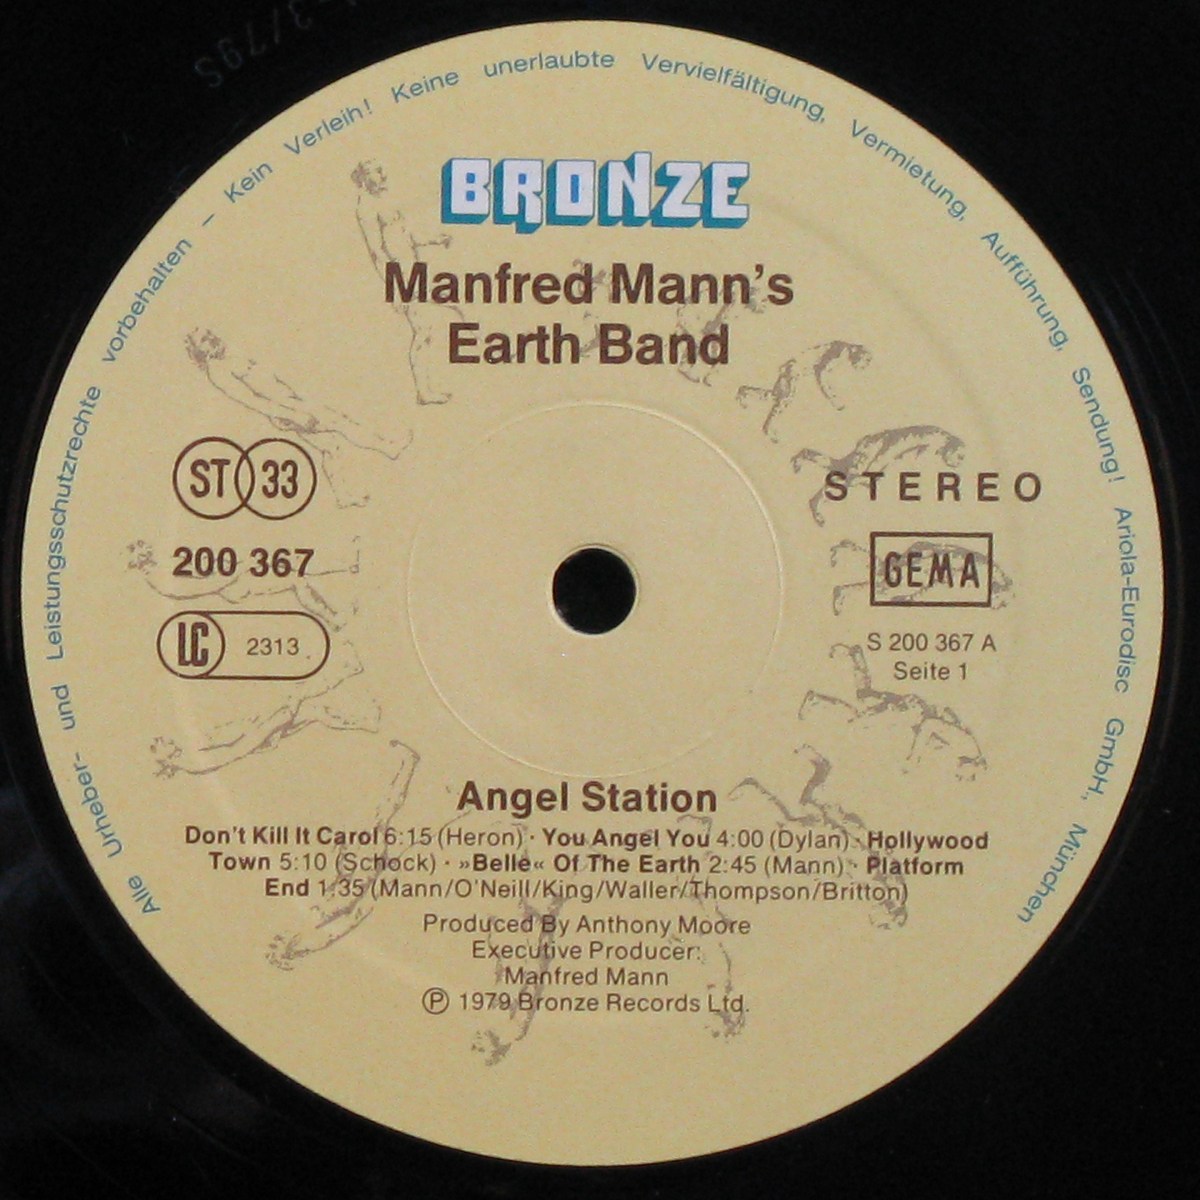 Alle Urheber- und Leistungsschutzrechte vorbehalten – Kein Verleih! Keine unerlaubte Vervielfältigung, Vermietung, Aufführung, Sendung! Ariola-Eurodisc GmbH., München
BRONZE
Manfred Mann's
Earth Band
ST 33
STEREO
200 367
GEMA
LC 2313
S 200 367 A
Seite 1
Angel Station
Don't Kill It Carol 6:15 (Heron) · You Angel You 4:00 (Dylan) · Hollywood
Town 5:10 (Schock) · »Belle« Of The Earth 2:45 (Mann) · Platform
End 1:35 (Mann/O'Neill/King/Waller/Thompson/Britton)
Produced By Anthony Moore
Executive Producer:
Manfred Mann
℗ 1979 Bronze Records Ltd.